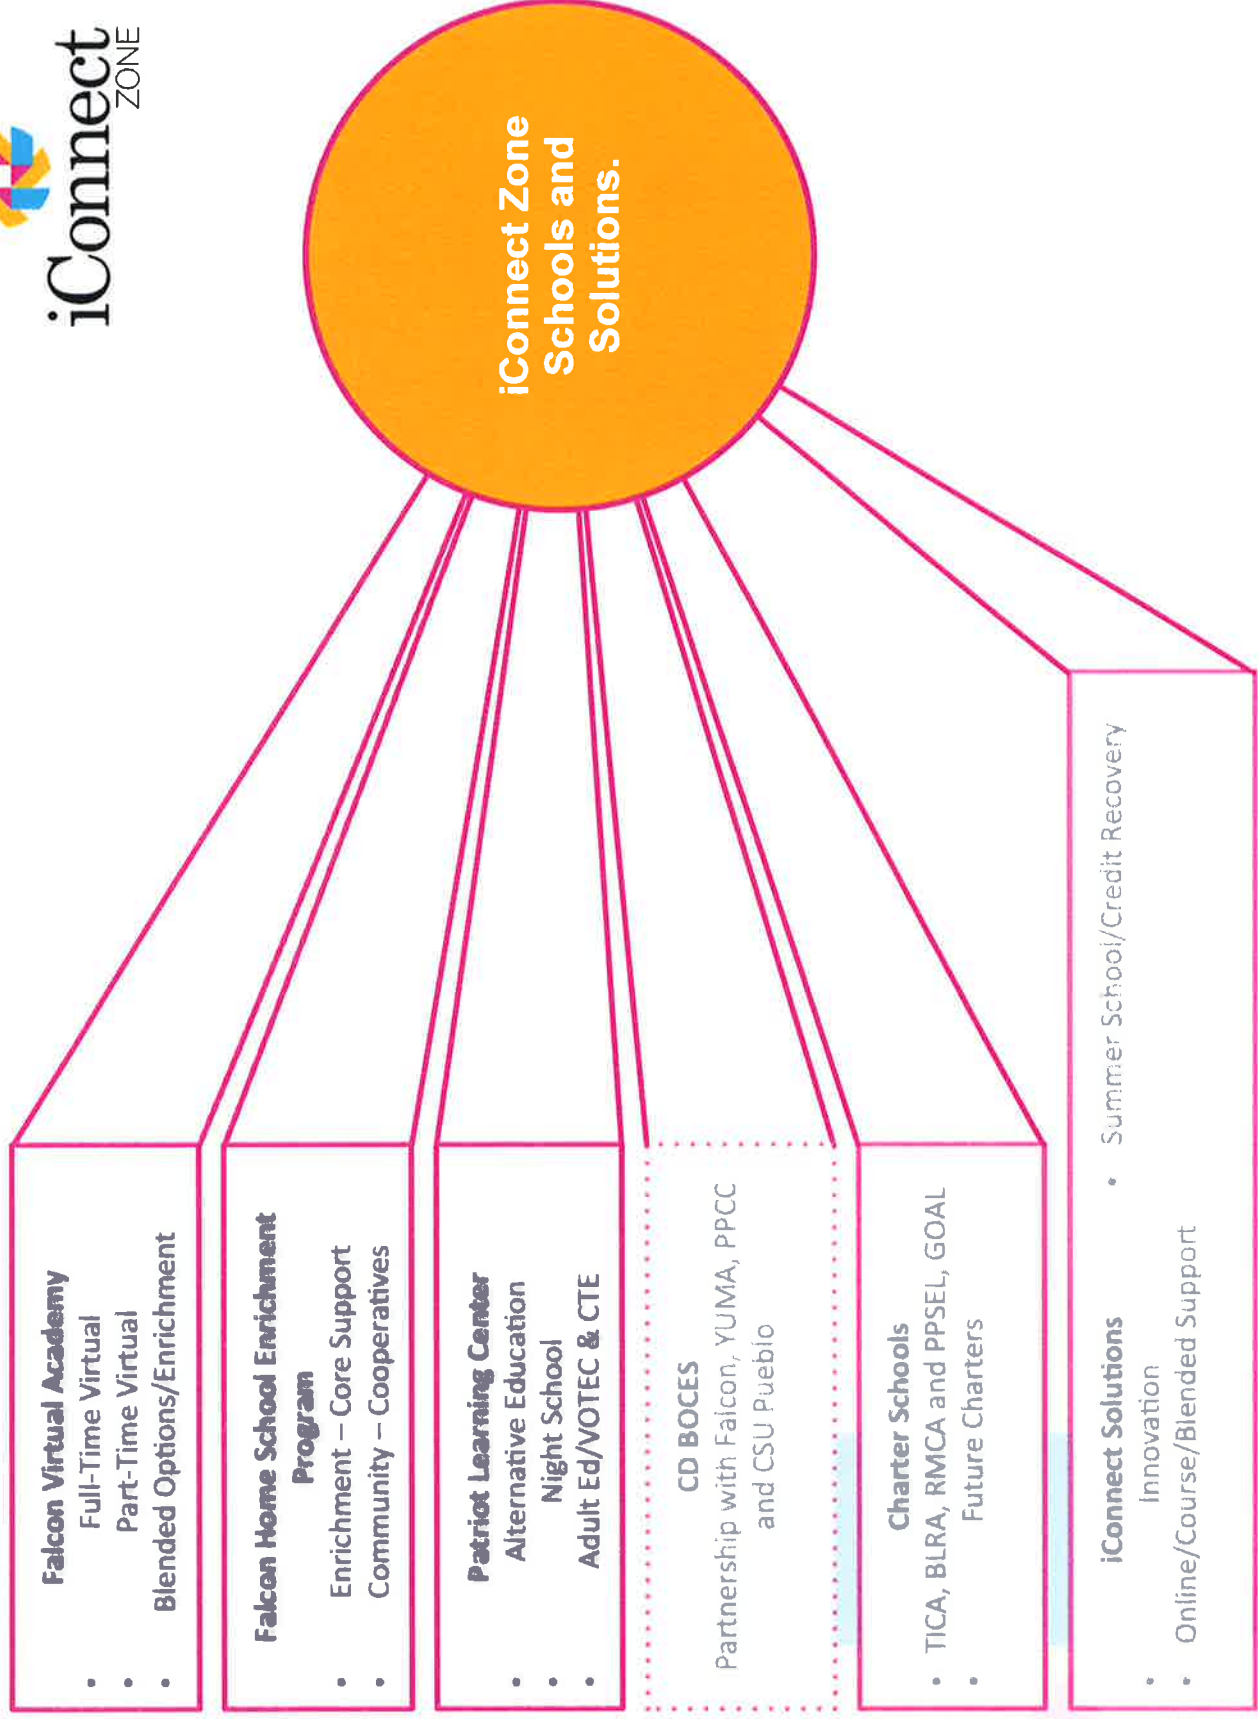 iConnect
ZONE
iConnect Zone
Schools and
Solutions.
Falcon Virtual Academy
• Full-Time Virtual
• Part-Time Virtual
• Blended Options/Enrichment
Falcon Home School Enrichment
Program
• Enrichment – Core Support
• Community – Cooperatives
Patriot Learning Center
• Alternative Education
• Night School
• Adult Ed/VOTEC & CTE
CD BOCES
Partnership with Falcon, YUMA, PPCC
and CSU Pueblo
Charter Schools
• TICA, BLRA, RMCA and PPSEL, GOAL
• Future Charters
iConnect Solutions
• Innovation
• Online/Course/Blended Support
• Summer School/Credit Recovery